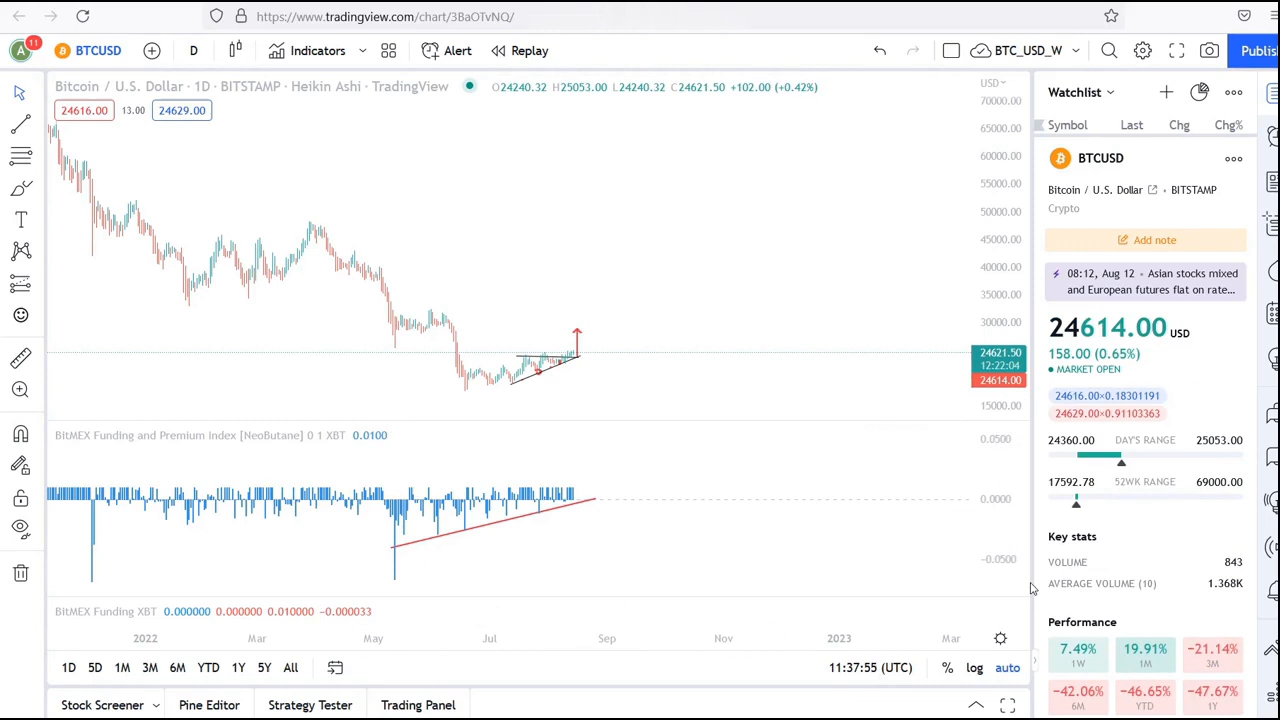 https://www.tradingview.com/chart/3BaOTvNQ/
A 11 BTCUSD D Indicators Alert Replay BTC_USD_W Publis
Bitcoin / U.S. Dollar · 1D · BITSTAMP · Heikin Ashi · TradingView O24240.32 H25053.00 L24240.32 C24621.50 +102.00 (+0.42%)
24616.00 13.00 24629.00
USD
70000.00
65000.00
60000.00
55000.00
50000.00
45000.00
40000.00
35000.00
30000.00
24621.50
12:22:04
24614.00
15000.00
BitMEX Funding and Premium Index [NeoButane] 0 1 XBT 0.0100
0.0500
0.0000
−0.0500
BitMEX Funding XBT 0.000000 0.000000 0.010000 −0.000033
2022 Mar May Jul Sep Nov 2023 Mar
1D 5D 1M 3M 6M YTD 1Y 5Y All 11:37:55 (UTC) % log auto
Stock Screener Pine Editor Strategy Tester Trading Panel
Watchlist
Symbol Last Chg Chg%
BTCUSD
Bitcoin / U.S. Dollar • BITSTAMP
Crypto
Add note
08:12, Aug 12 • Asian stocks mixed
and European futures flat on rate...
24614.00 USD
158.00 (0.65%)
MARKET OPEN
24616.00×0.18301191
24629.00×0.91103363
24360.00 DAY'S RANGE 25053.00
17592.78 52WK RANGE 69000.00
Key stats
VOLUME 843
AVERAGE VOLUME (10) 1.368K
Performance
7.49% 19.91% −21.14%
1W 1M 3M
−42.06% −46.65% −47.67%
6M YTD 1Y